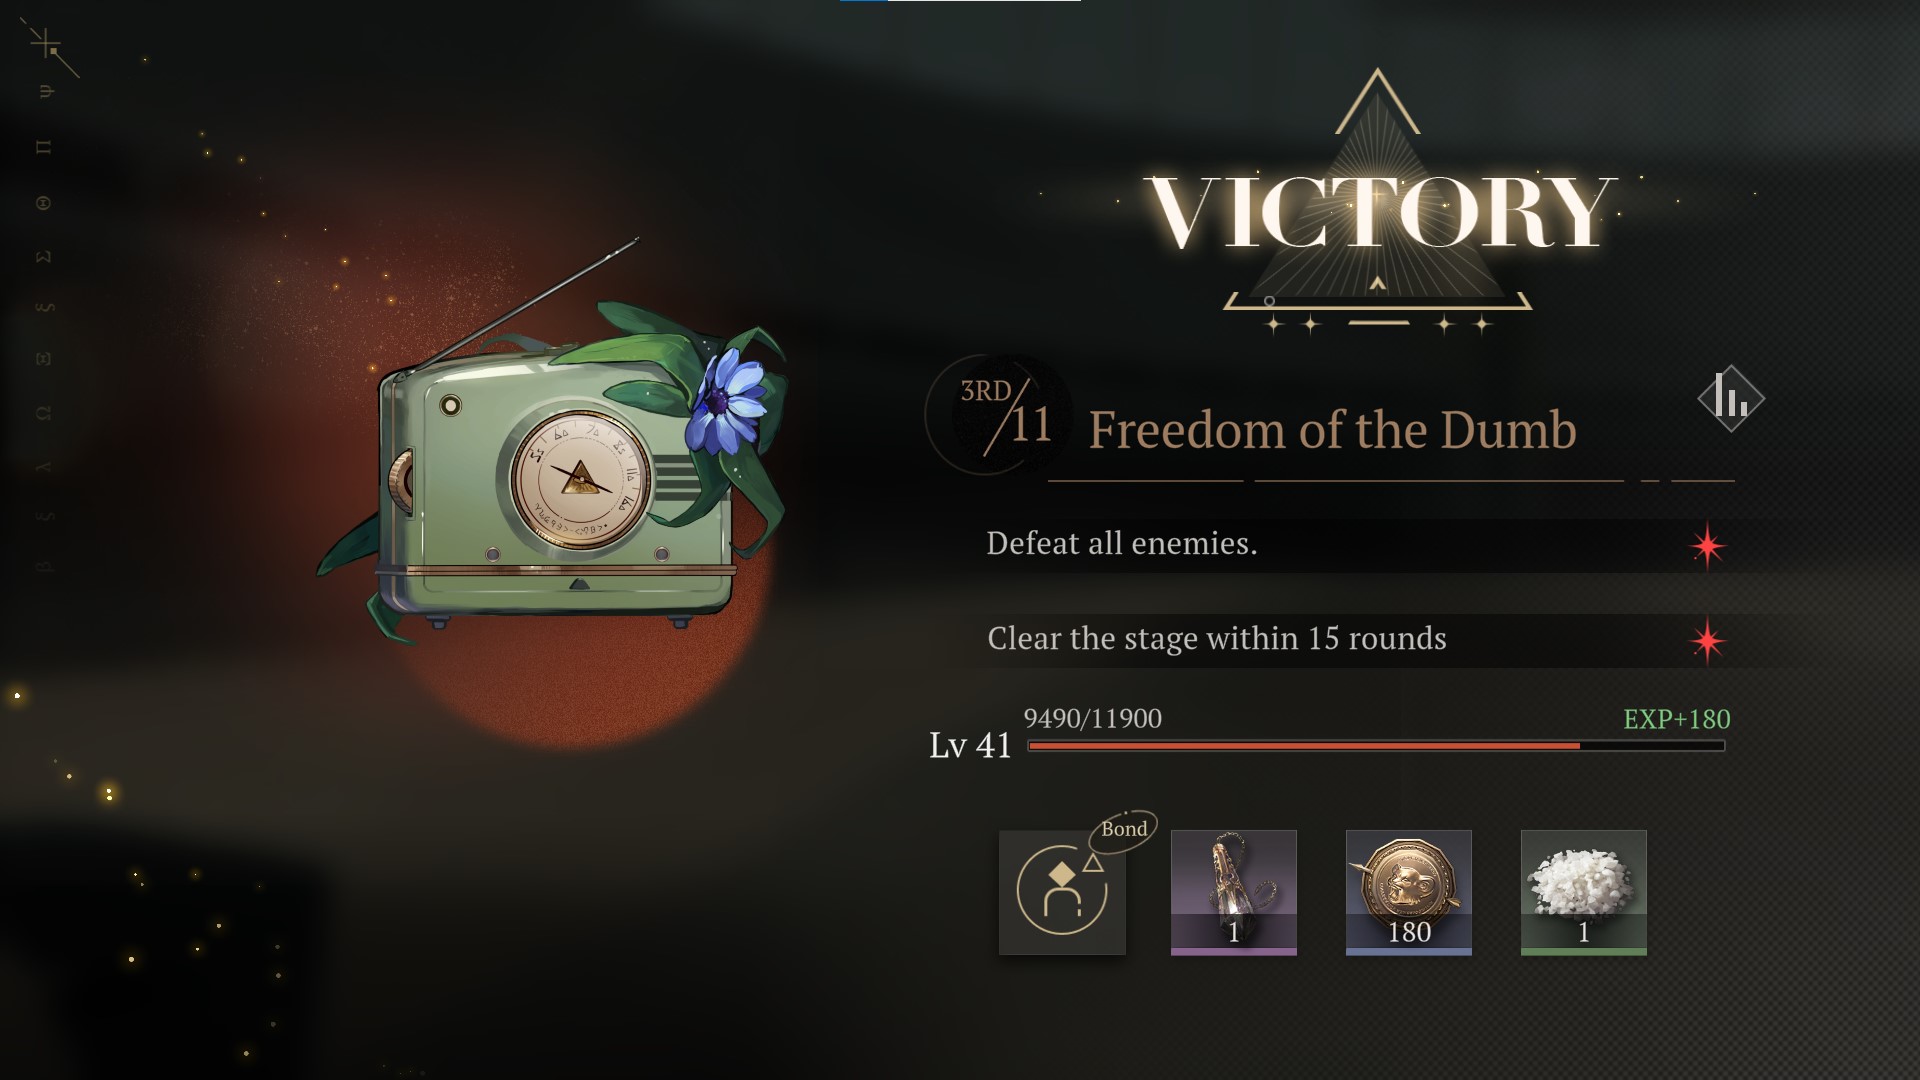 VICTORY
3RD/11
Freedom of the Dumb
Defeat all enemies.
Clear the stage within 15 rounds
9490/11900
EXP+180
Lv 41
Bond
1
180
1
ψ
Π
Θ
Σ
ξ
Ξ
Ω
λ
ξ
β